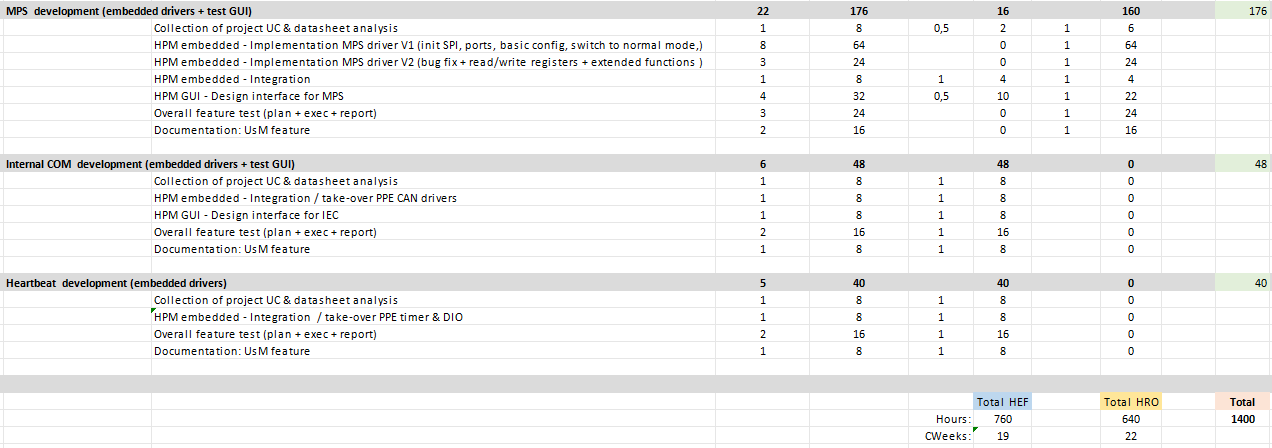 MPS development (embedded drivers + test GUI) 22 176 16 160 176
Collection of project UC & datasheet analysis 1 8 0,5 2 1 6
HPM embedded - Implementation MPS driver V1 (init SPI, ports, basic config, switch to normal mode,) 8 64 0 1 64
HPM embedded - Implementation MPS driver V2 (bug fix + read/write registers + extended functions ) 3 24 0 1 24
HPM embedded - Integration 1 8 1 4 1 4
HPM GUI - Design interface for MPS 4 32 0,5 10 1 22
Overall feature test (plan + exec + report) 3 24 0 1 24
Documentation: UsM feature 2 16 0 1 16
Internal COM development (embedded drivers + test GUI) 6 48 48 0 48
Collection of project UC & datasheet analysis 1 8 1 8 0
HPM embedded - Integration / take-over PPE CAN drivers 1 8 1 8 0
HPM GUI - Design interface for IEC 1 8 1 8 0
Overall feature test (plan + exec + report) 2 16 1 16 0
Documentation: UsM feature 1 8 1 8 0
Heartbeat development (embedded drivers) 5 40 40 0 40
Collection of project UC & datasheet analysis 1 8 1 8 0
HPM embedded - Integration / take-over PPE timer & DIO 1 8 1 8 0
Overall feature test (plan + exec + report) 2 16 1 16 0
Documentation: UsM feature 1 8 1 8 0
Total HEF Total HRO Total
Hours: 760 640 1400
CWeeks: 19 22